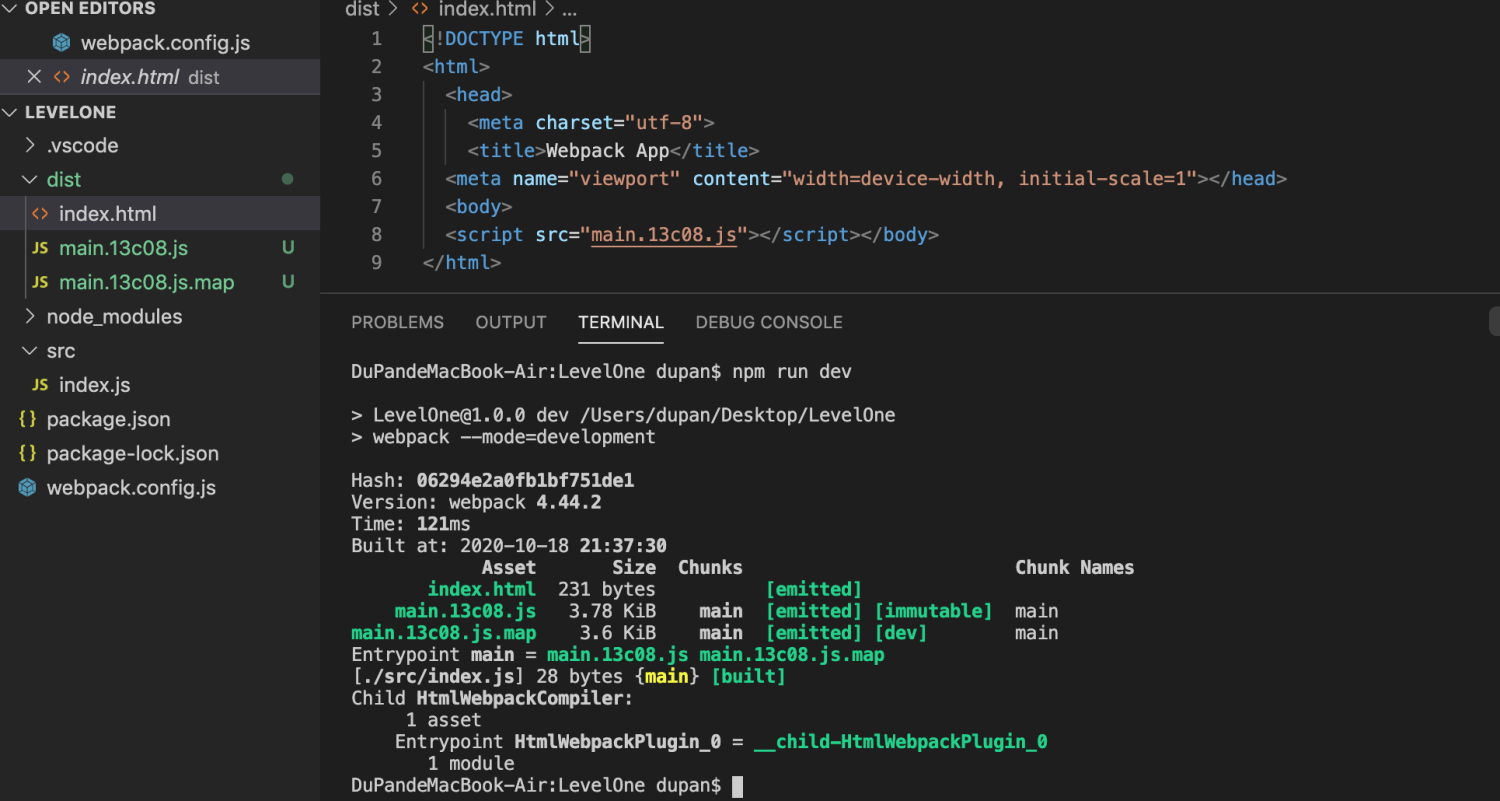 OPEN EDITORS
webpack.config.js
index.html dist
LEVELONE
.vscode
dist
index.html
JS main.13c08.js U
JS main.13c08.js.map U
node_modules
src
JS index.js
{} package.json
{} package-lock.json
webpack.config.js
dist > <> index.html > ...
1 <!DOCTYPE html>
2 <html>
3 <head>
4 <meta charset="utf-8">
5 <title>Webpack App</title>
6 <meta name="viewport" content="width=device-width, initial-scale=1"></head>
7 <body>
8 <script src="main.13c08.js"></script></body>
9 </html>
PROBLEMS OUTPUT TERMINAL DEBUG CONSOLE
DuPandeMacBook-Air:LevelOne dupan$ npm run dev
> LevelOne@1.0.0 dev /Users/dupan/Desktop/LevelOne
> webpack --mode=development
Hash: 06294e2a0fb1bf751de1
Version: webpack 4.44.2
Time: 121ms
Built at: 2020-10-18 21:37:30
Asset Size Chunks Chunk Names
index.html 231 bytes [emitted]
main.13c08.js 3.78 KiB main [emitted] [immutable] main
main.13c08.js.map 3.6 KiB main [emitted] [dev] main
Entrypoint main = main.13c08.js main.13c08.js.map
[./src/index.js] 28 bytes {main} [built]
Child HtmlWebpackCompiler:
1 asset
Entrypoint HtmlWebpackPlugin_0 = __child-HtmlWebpackPlugin_0
1 module
DuPandeMacBook-Air:LevelOne dupan$